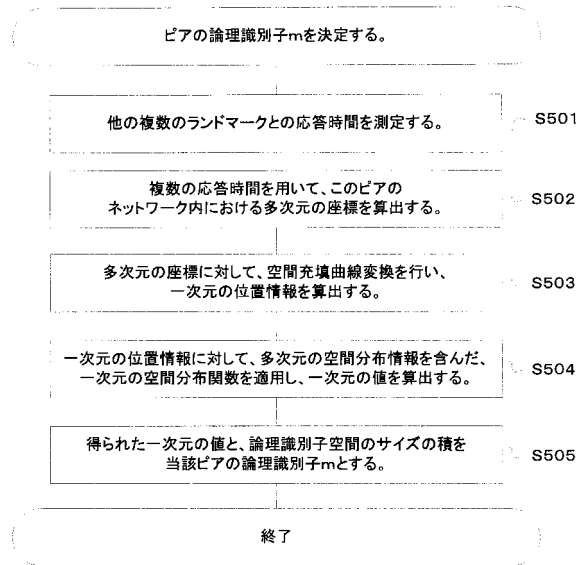 ピアの論理識別子mを決定する。
他の複数のランドマークとの応答時間を測定する。
S501
複数の応答時間を用いて、このピアの
ネットワーク内における多次元の座標を算出する。
S502
多次元の座標に対して、空間充填曲線変換を行い、
一次元の位置情報を算出する。
S503
一次元の位置情報に対して、多次元の空間分布情報を含んだ、
一次元の空間分布関数を適用し、一次元の値を算出する。
S504
得られた一次元の値と、論理識別子空間のサイズの積を
当該ピアの論理識別子mとする。
S505
終了